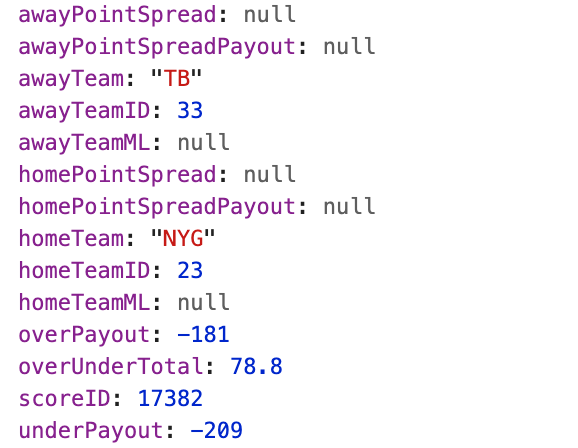 awayPointSpread: null
awayPointSpreadPayout: null
awayTeam: "TB"
awayTeamID: 33
awayTeamML: null
homePointSpread: null
homePointSpreadPayout: null
homeTeam: "NYG"
homeTeamID: 23
homeTeamML: null
overPayout: -181
overUnderTotal: 78.8
scoreID: 17382
underPayout: -209